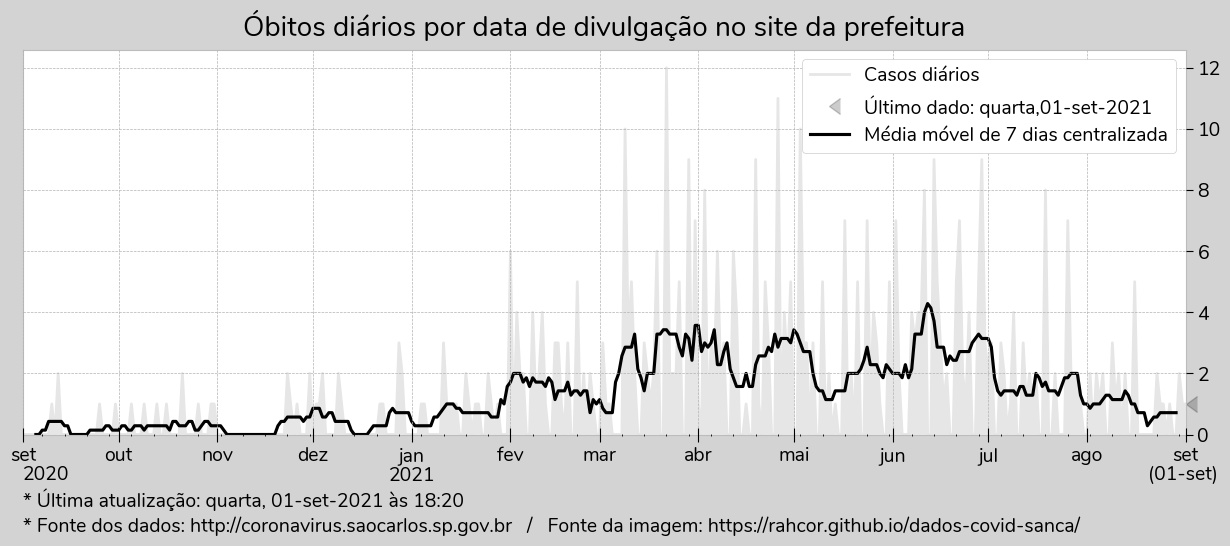 Óbitos diários por data de divulgação no site da prefeitura
Casos diários
Último dado: quarta,01-set-2021
Média móvel de 7 dias centralizada
12
10
8
6
4
2
0
set out nov dez jan fev mar abr mai jun jul ago set
2020 2021 (01-set)
* Última atualização: quarta, 01-set-2021 às 18:20
* Fonte dos dados: http://coronavirus.saocarlos.sp.gov.br / Fonte da imagem: https://rahcor.github.io/dados-covid-sanca/